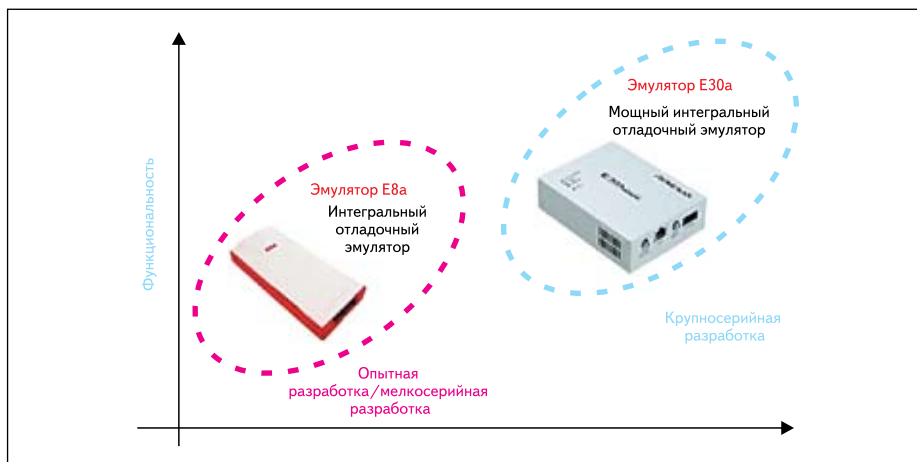 Функциональность
Эмулятор E30a
Мощный интегральный
отладочный эмулятор
Эмулятор E8a
Интегральный
отладочный
эмулятор
Крупносерийная
разработка
Опытная
разработка/мелкосерийная
разработка